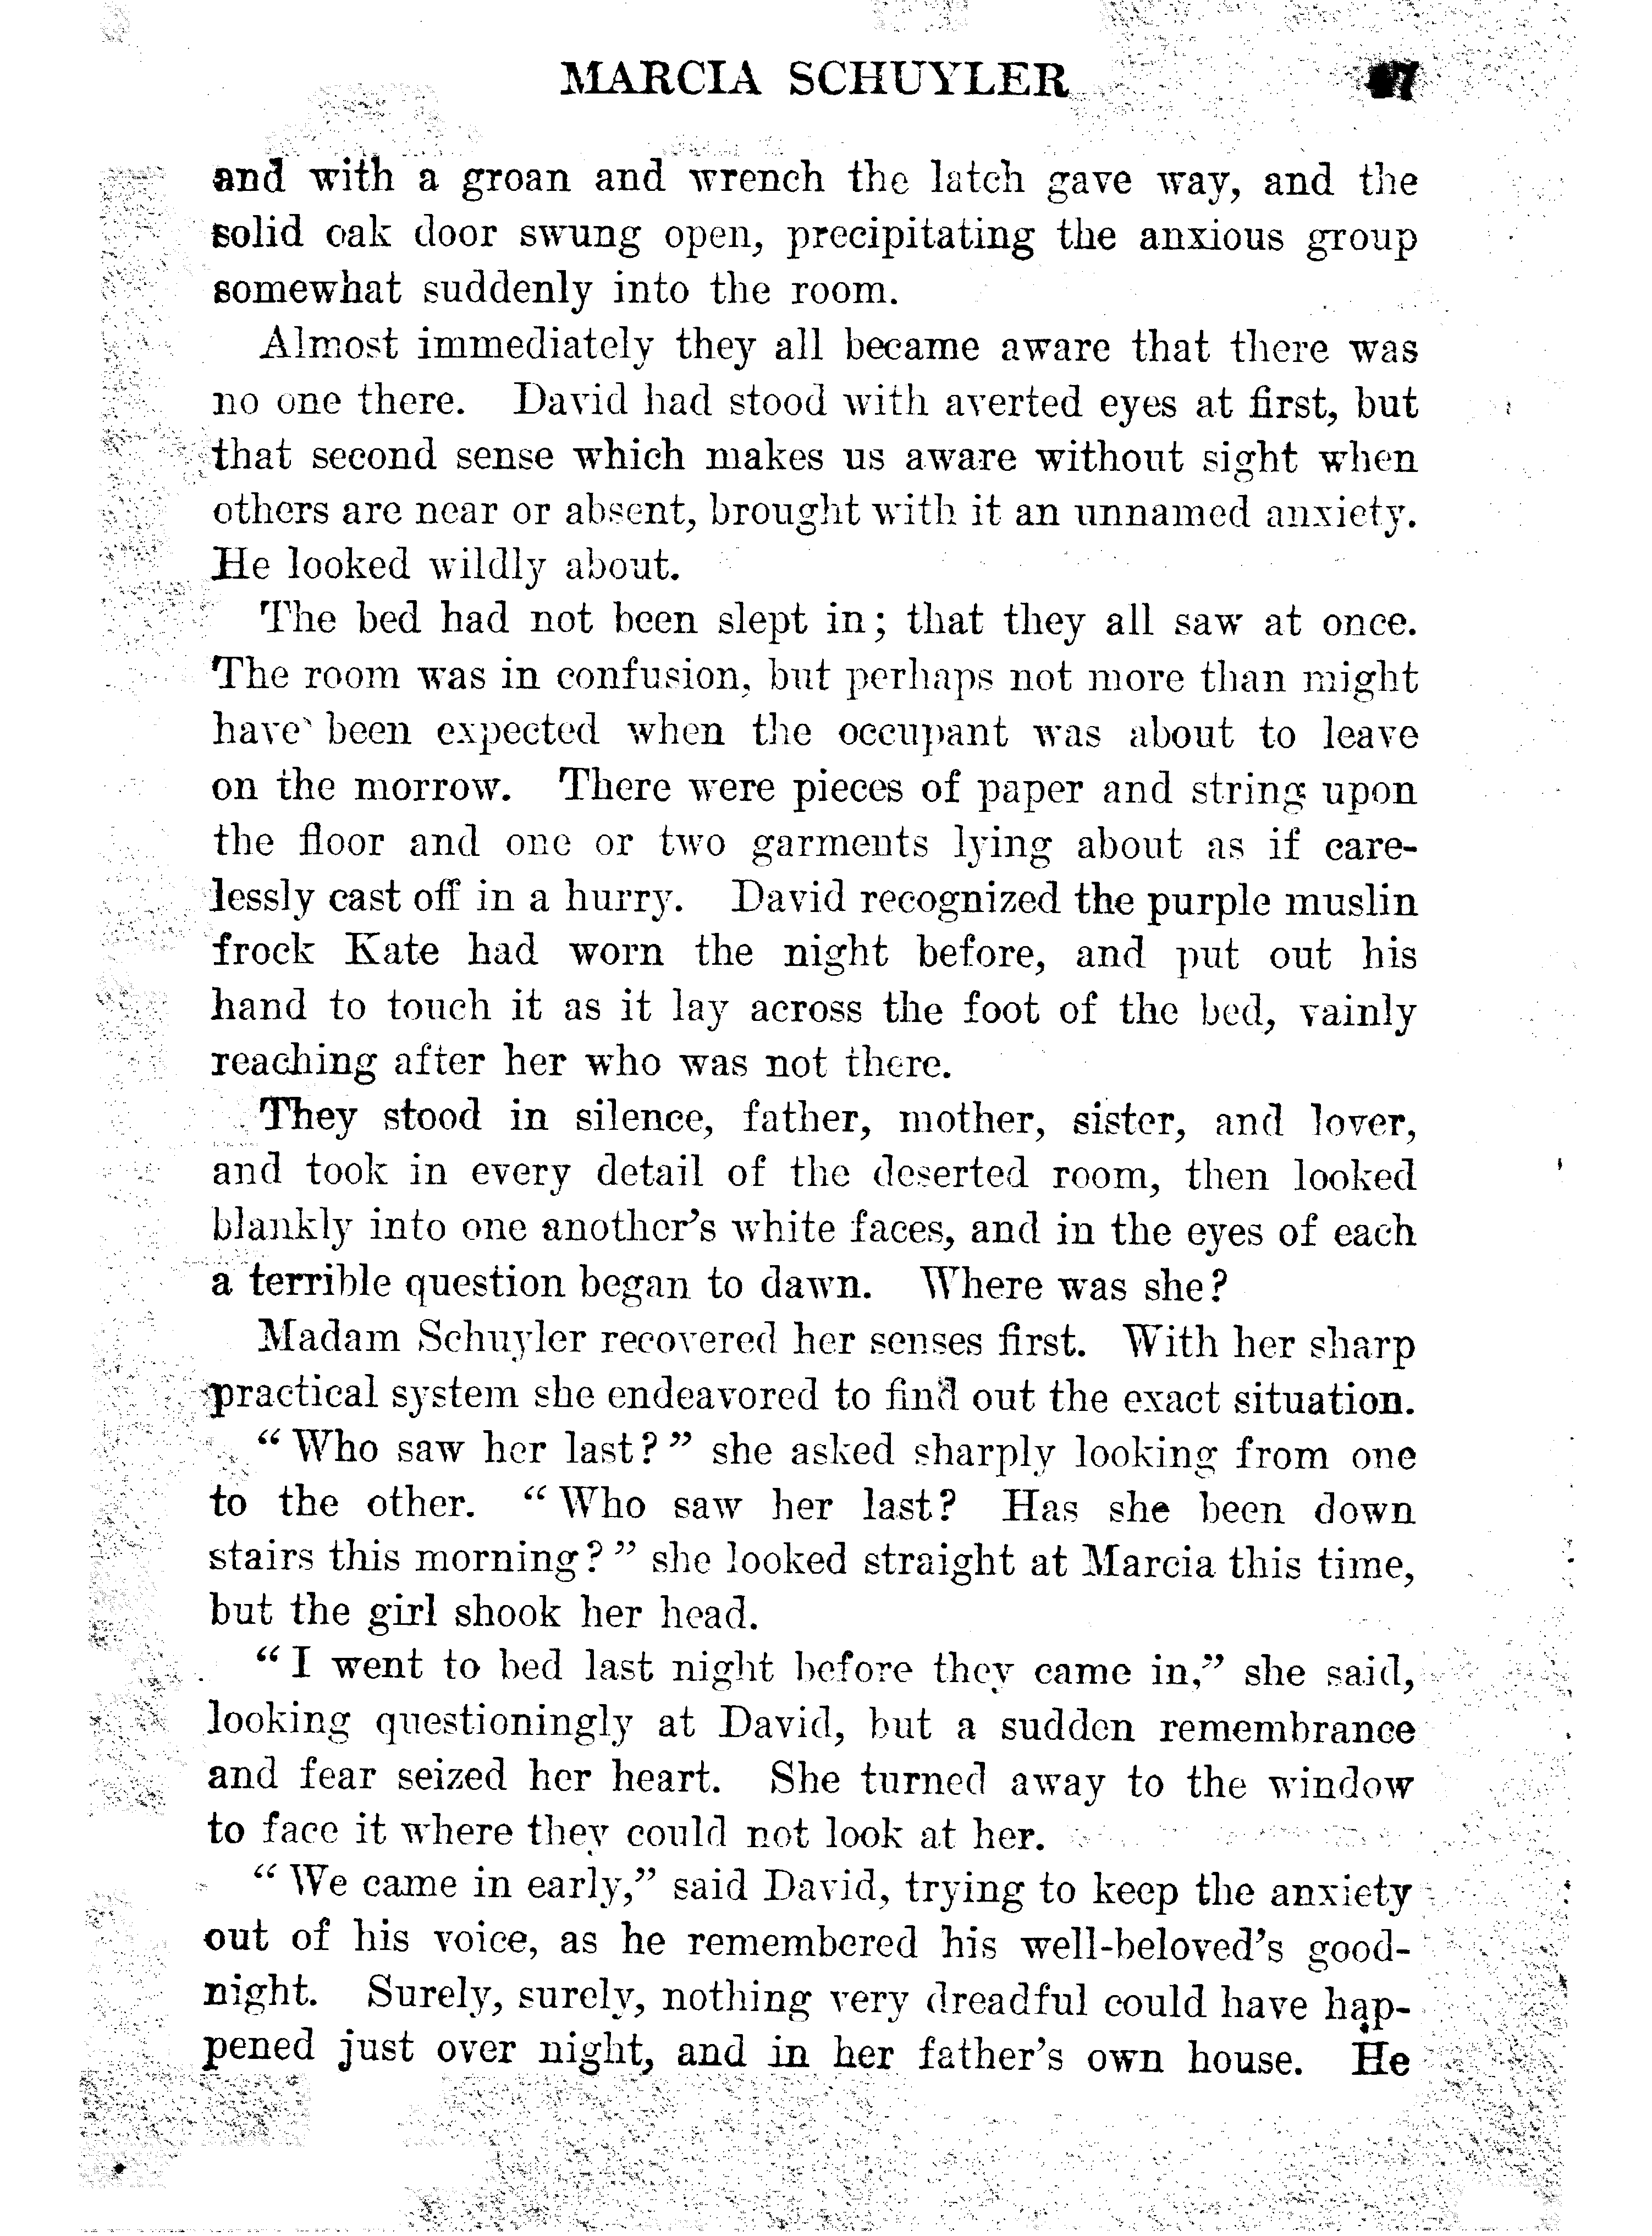 MARCIA SCHUYLER
and with a groan and wrench the latch gave way, and the
solid oak door swung open, precipitating the anxious group
somewhat suddenly into the room.
Almost immediately they all became aware that there was
no one there. David had stood with averted eyes at first, but
that second sense which makes us aware without sight when
others are near or absent, brought with it an unnamed anxiety.
He looked wildly about.
The bed had not been slept in; that they all saw at once.
The room was in confusion, but perhaps not more than might
have been expected when the occupant was about to leave
on the morrow. There were pieces of paper and string upon
the floor and one or two garments lying about as if care-
lessly cast off in a hurry. David recognized the purple muslin
frock Kate had worn the night before, and put out his
hand to touch it as it lay across the foot of the bed, vainly
reaching after her who was not there.
They stood in silence, father, mother, sister, and lover,
and took in every detail of the deserted room, then looked
blankly into one another's white faces, and in the eyes of each
a terrible question began to dawn. Where was she?
Madam Schuyler recovered her senses first. With her sharp
practical system she endeavored to find out the exact situation.
"Who saw her last?" she asked sharply looking from one
to the other. "Who saw her last? Has she been down
stairs this morning?" she looked straight at Marcia this time,
but the girl shook her head.
"I went to bed last night before they came in," she said,
looking questioningly at David, but a sudden remembrance
and fear seized her heart. She turned away to the window
to face it where they could not look at her.
"We came in early," said David, trying to keep the anxiety
out of his voice, as he remembered his well-beloved's good-
night. Surely, surely, nothing very dreadful could have hap-
pened just over night, and in her father's own house. He